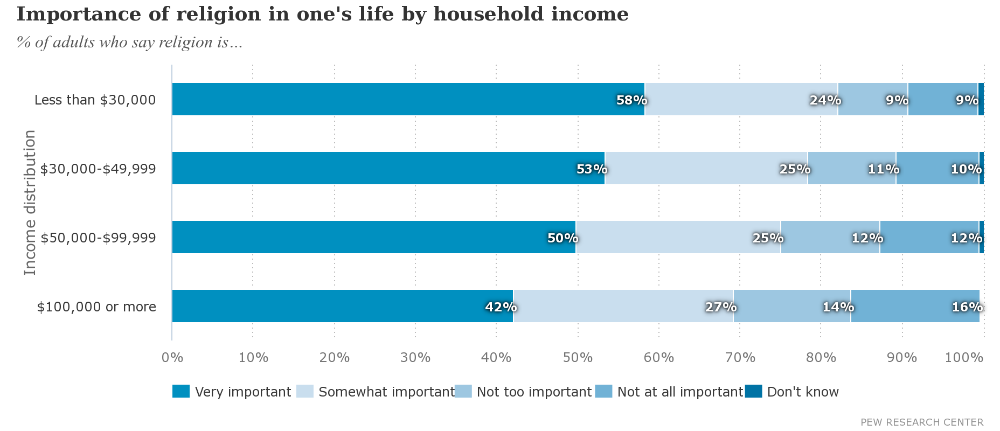 Importance of religion in one's life by household income
% of adults who say religion is…
Income distribution
Less than $30,000 58% 24% 9% 9%
$30,000-$49,999 53% 25% 11% 10%
$50,000-$99,999 50% 25% 12% 12%
$100,000 or more 42% 27% 14% 16%
0% 10% 20% 30% 40% 50% 60% 70% 80% 90% 100%
Very important Somewhat important Not too important Not at all important Don't know
PEW RESEARCH CENTER